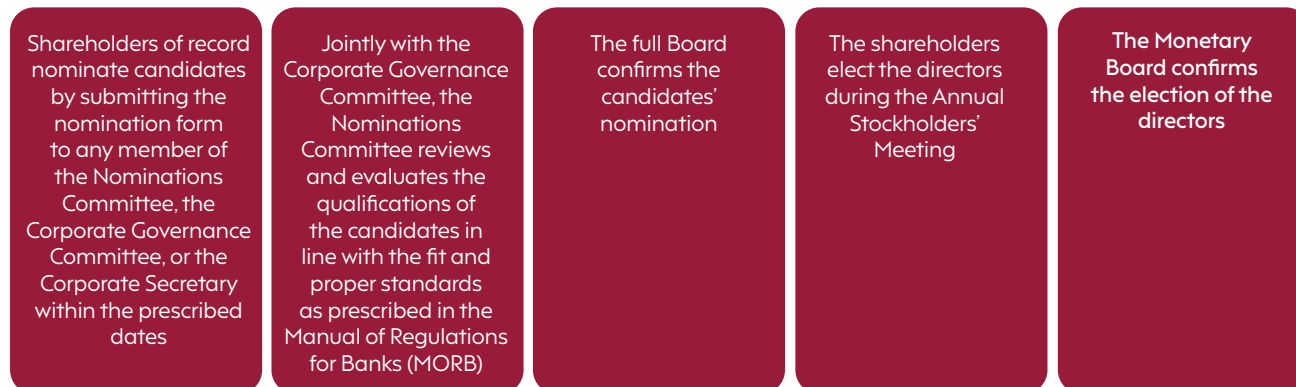 Shareholders of record
nominate candidates
by submitting the
nomination form
to any member of
the Nominations
Committee, the
Corporate Governance
Committee, or the
Corporate Secretary
within the prescribed
dates
Jointly with the
Corporate Governance
Committee, the
Nominations
Committee reviews
and evaluates the
qualifications of
the candidates in
line with the fit and
proper standards
as prescribed in the
Manual of Regulations
for Banks (MORB)
The full Board
confirms the
candidates’
nomination
The shareholders
elect the directors
during the Annual
Stockholders’
Meeting
The Monetary
Board confirms
the election of the
directors